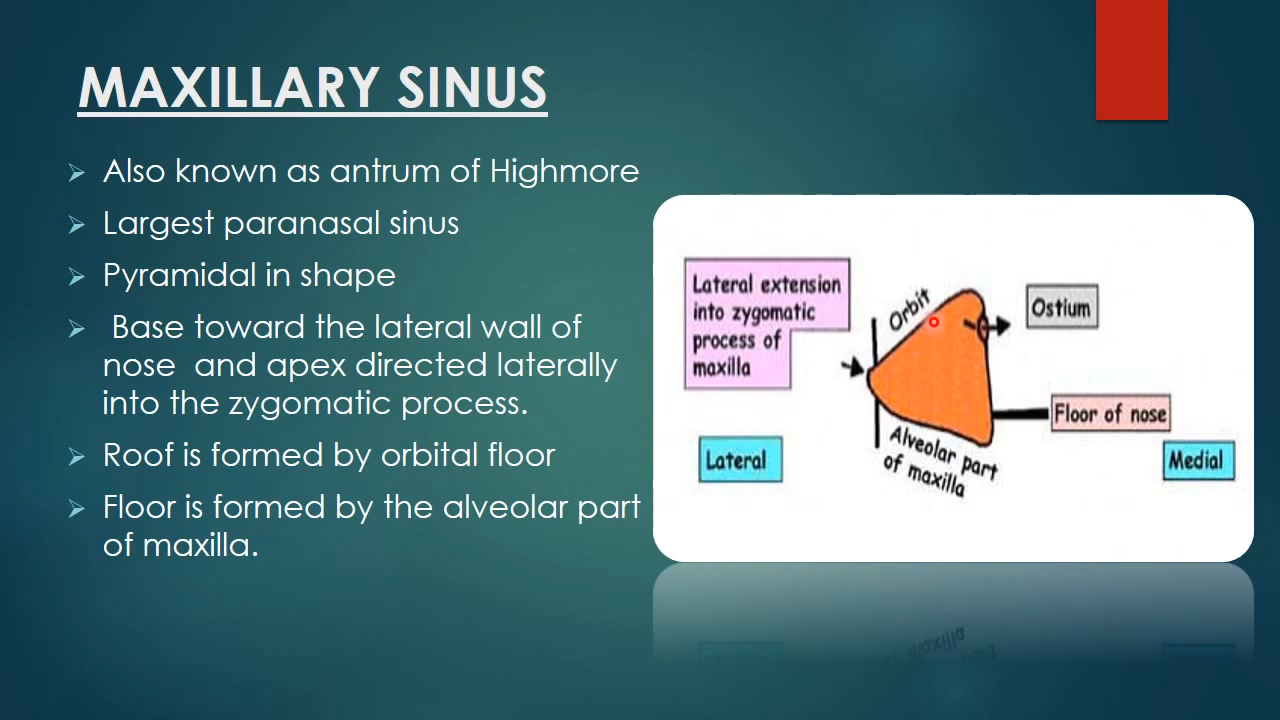 MAXILLARY SINUS
Also known as antrum of Highmore
Largest paranasal sinus
Pyramidal in shape
Base toward the lateral wall of
nose and apex directed laterally
into the zygomatic process.
Roof is formed by orbital floor
Floor is formed by the alveolar part
of maxilla.
Lateral extension
into zygomatic
process of
maxilla
Orbit
Ostium
Floor of nose
Alveolar part
of maxilla
Lateral
Medial